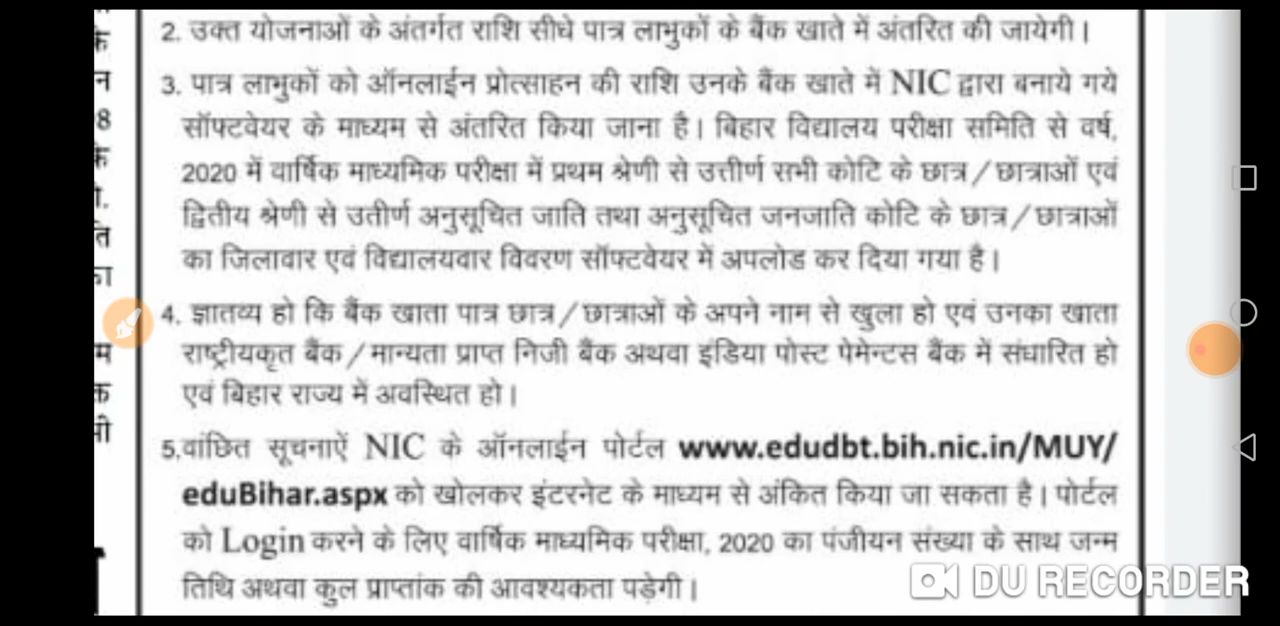 2. उक्त योजनाओं के अंतर्गत राशि सीधे पात्र लाभुकों के बैंक खाते में अंतरित की जायेगी।
3. पात्र लाभुकों को ऑनलाईन प्रोत्साहन की राशि उनके बैंक खाते में NIC द्वारा बनाये गये
सॉफ्टवेयर के माध्यम से अंतरित किया जाना है। बिहार विद्यालय परीक्षा समिति से वर्ष,
2020 में वार्षिक माध्यमिक परीक्षा में प्रथम श्रेणी से उत्तीर्ण सभी कोटि के छात्र/छात्राओं एवं
द्वितीय श्रेणी से उतीर्ण अनुसूचित जाति तथा अनुसूचित जनजाति कोटि के छात्र/छात्राओं
का जिलावार एवं विद्यालयवार विवरण सॉफ्टवेयर में अपलोड कर दिया गया है।
4. ज्ञातव्य हो कि बैंक खाता पात्र छात्र/छात्राओं के अपने नाम से खुला हो एवं उनका खाता
राष्ट्रीयकृत बैंक/मान्यता प्राप्त निजी बैंक अथवा इंडिया पोस्ट पेमेन्टस बैंक में संधारित हो
एवं बिहार राज्य में अवस्थित हो।
5.वांछित सूचनाऐं NIC के ऑनलाईन पोर्टल www.edudbt.bih.nic.in/MUY/
eduBihar.aspx को खोलकर इंटरनेट के माध्यम से अंकित किया जा सकता है। पोर्टल
को Login करने के लिए वार्षिक माध्यमिक परीक्षा, 2020 का पंजीयन संख्या के साथ जन्म
तिथि अथवा कुल प्राप्तांक की आवश्यकता पड़ेगी।
DU RECORDER